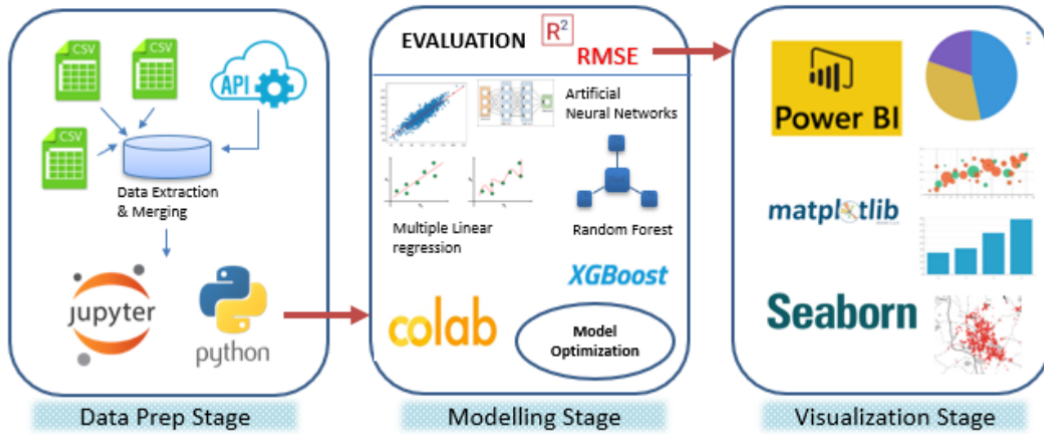 CSV
CSV
API
CSV
Data Extraction
& Merging
jupyter
python
Data Prep Stage
EVALUATION
R²
RMSE
Artificial
Neural Networks
Multiple Linear
regression
Random Forest
XGBoost
colab
Model
Optimization
Modelling Stage
Power BI
matplotlib
Seaborn
Visualization Stage